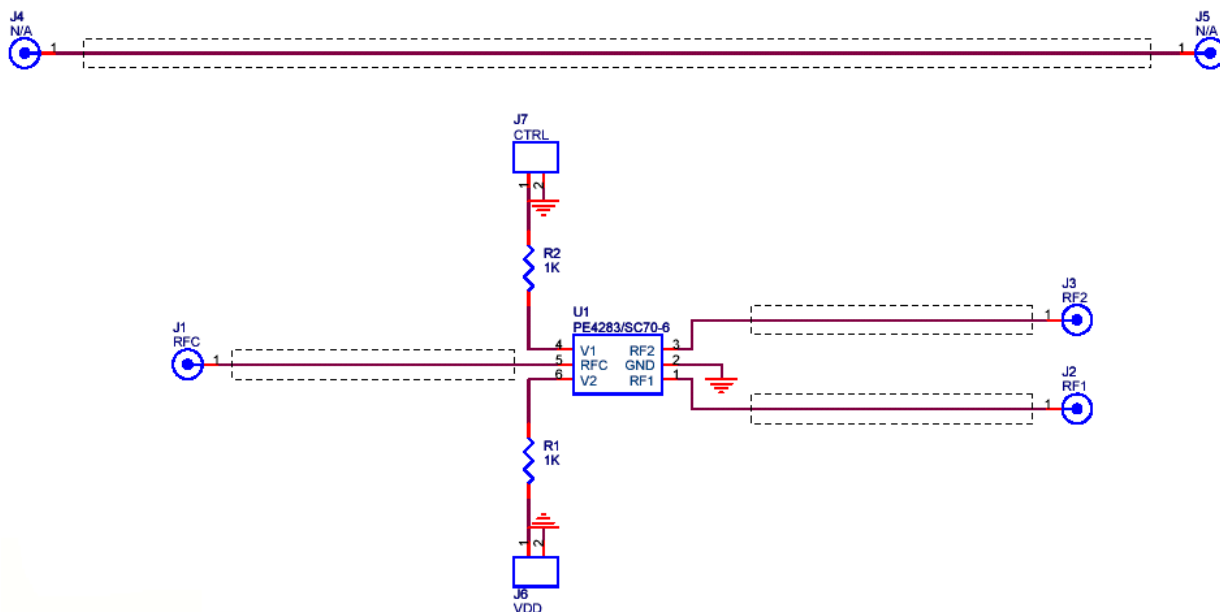 J4
N/A
1
1
J5
N/A
J7
CTRL
1
2
R2
1K
U1
PE4283/SC70-6
J1
RFC
1
4
V1
RF2
3
5
RFC
GND
2
6
V2
RF1
1
1
J3
RF2
1
J2
RF1
R1
1K
1
2
J6
VDD